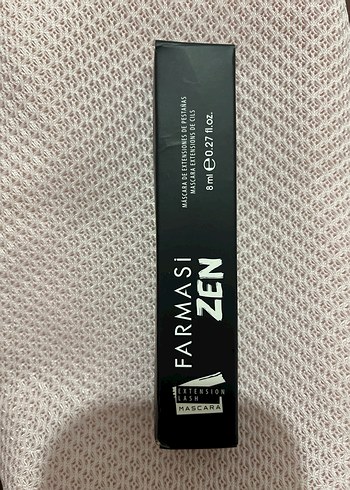 FARMASi
ZEN
EXTENSION
LASH
MASCARA
MÁSCARA DE EXTENSIONES DE PESTAÑAS
MASCARA EXTENSIONS DE CILS
8 ml ℮ 0.27 fl.oz.